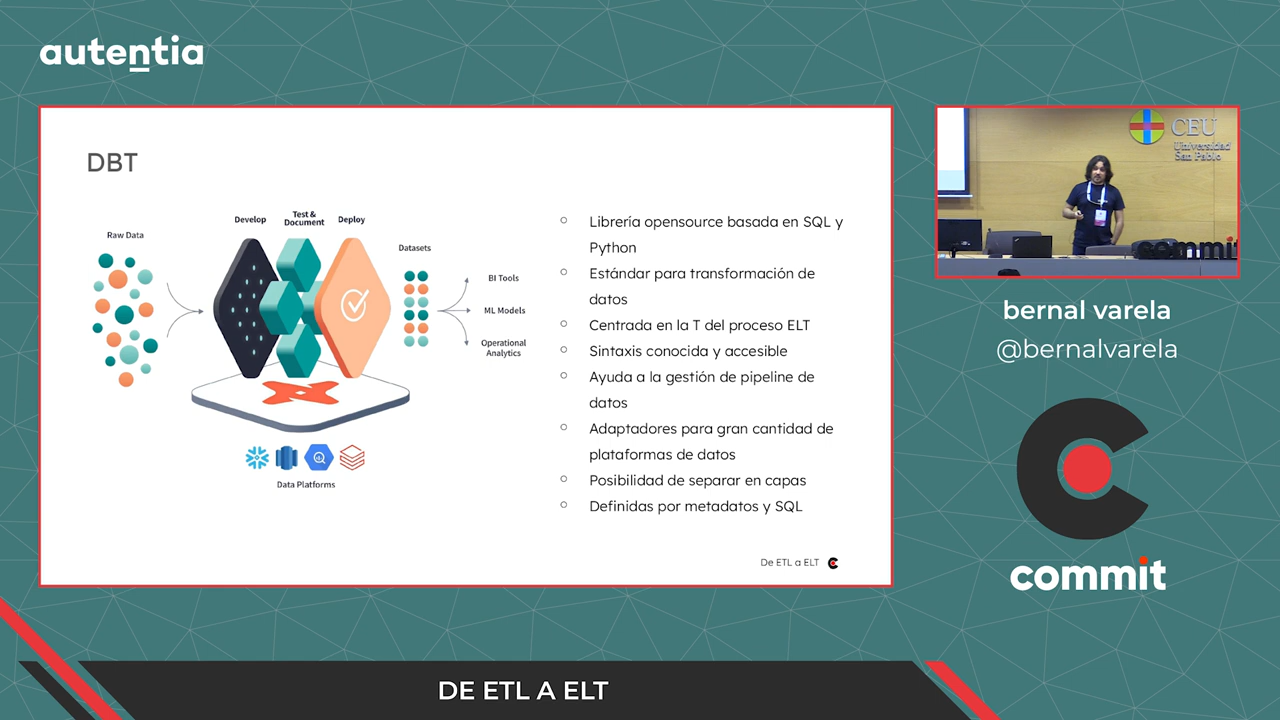 autentia
DBT
Raw Data
Develop
Test &
Document
Deploy
Datasets
BI Tools
ML Models
Operational
Analytics
Data Platforms
Librería opensource basada en SQL y
Python
Estándar para transformación de
datos
Centrada en la T del proceso ELT
Sintaxis conocida y accesible
Ayuda a la gestión de pipeline de
datos
Adaptadores para gran cantidad de
plataformas de datos
Posibilidad de separar en capas
Definidas por metadatos y SQL
De ETL a ELT
CEU
Universidad
San Pablo
commit
bernal varela
@bernalvarela
commit
DE ETL A ELT